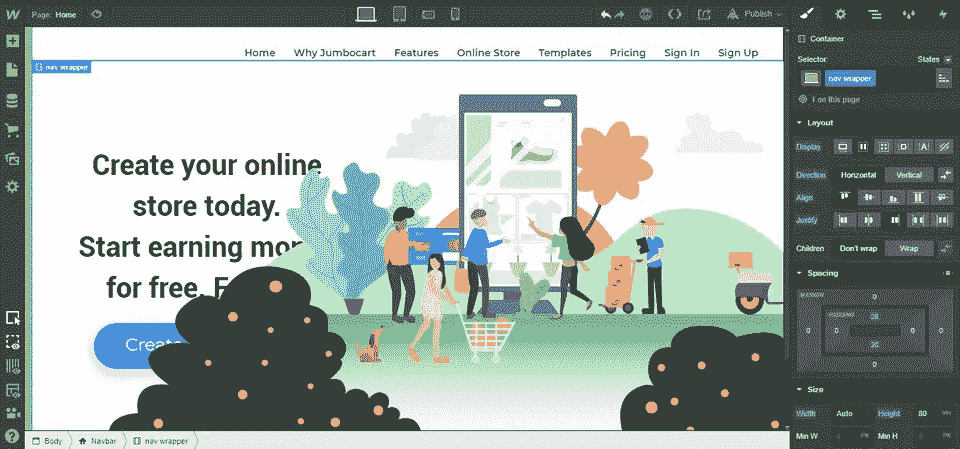 W Page: Home Publish
Home Why Jumbocart Features Online Store Templates Pricing Sign In Sign Up
nav wrapper
Create your online
store today.
Start earning mon
for free. F
Create
Container
Selector States
nav wrapper
1 on this page
Layout
Display
Direction Horizontal Vertical
Align
Justify
Children Don't wrap Wrap
Spacing
MARGIN 0
PADDING 20
0 0 0 0
20
0
Size
Width Auto Height 80 VH
Min W 0 PX Min H 0 PX
Body Navbar nav wrapper